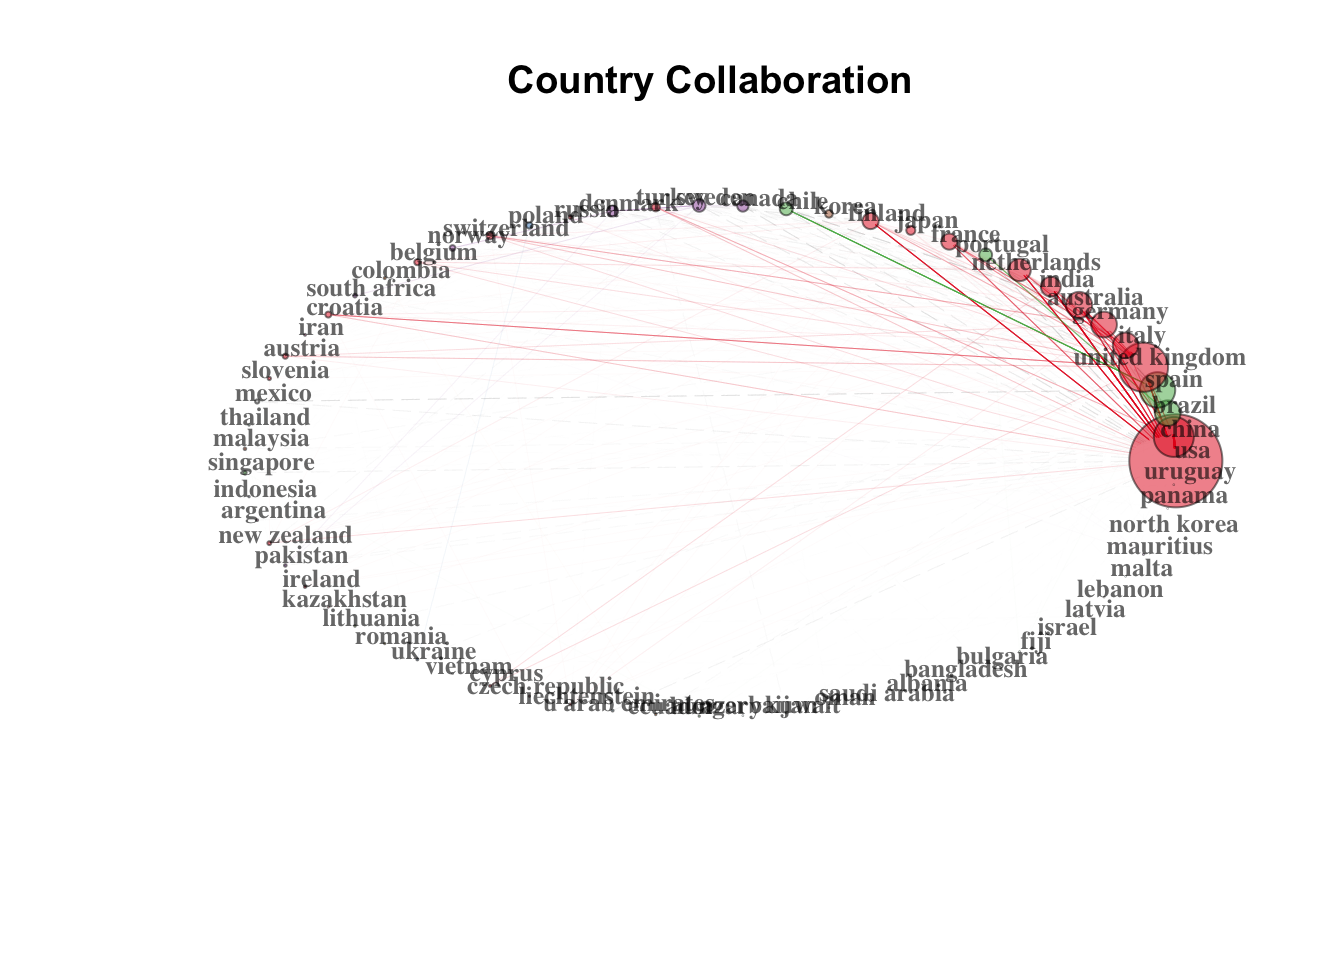 Country Collaboration
turkey
sweden
canada
chile
korea
denmark
russia
finland
poland
japan
switzerland
france
norway
portugal
belgium
netherlands
colombia
india
south africa
australia
croatia
germany
iran
italy
austria
united kingdom
slovenia
spain
mexico
brazil
thailand
china
malaysia
usa
singapore
uruguay
indonesia
panama
argentina
north korea
new zealand
mauritius
pakistan
malta
ireland
lebanon
kazakhstan
latvia
lithuania
israel
romania
fiji
ukraine
bulgaria
vietnam
bangladesh
cyprus
albania
czech republic
saudi arabia
liechtenstein
oman
u arab emirates
ecuador
hungary
azerbaijan
kuwait